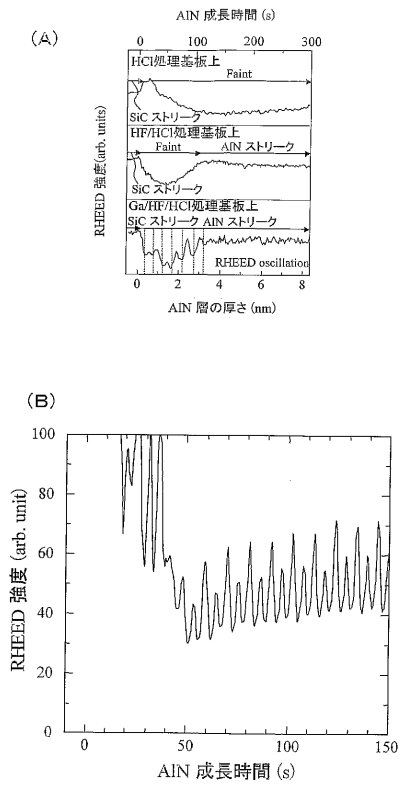 (A)
AlN 成長時間 (s)
0 100 200 300
HCl処理基板上
Faint
SiC ストリーク
HF/HCl処理基板上
Faint AlN ストリーク
SiC ストリーク
Ga/HF/HCl処理基板上
SiC ストリーク AlN ストリーク
RHEED oscillation
RHEED 強度(arb. units)
0 2 4 6 8
AlN 層の厚さ (nm)
(B)
100
80
60
40
20
0
RHEED 強度 (arb. unit)
0 50 100 150
AlN 成長時間 (s)